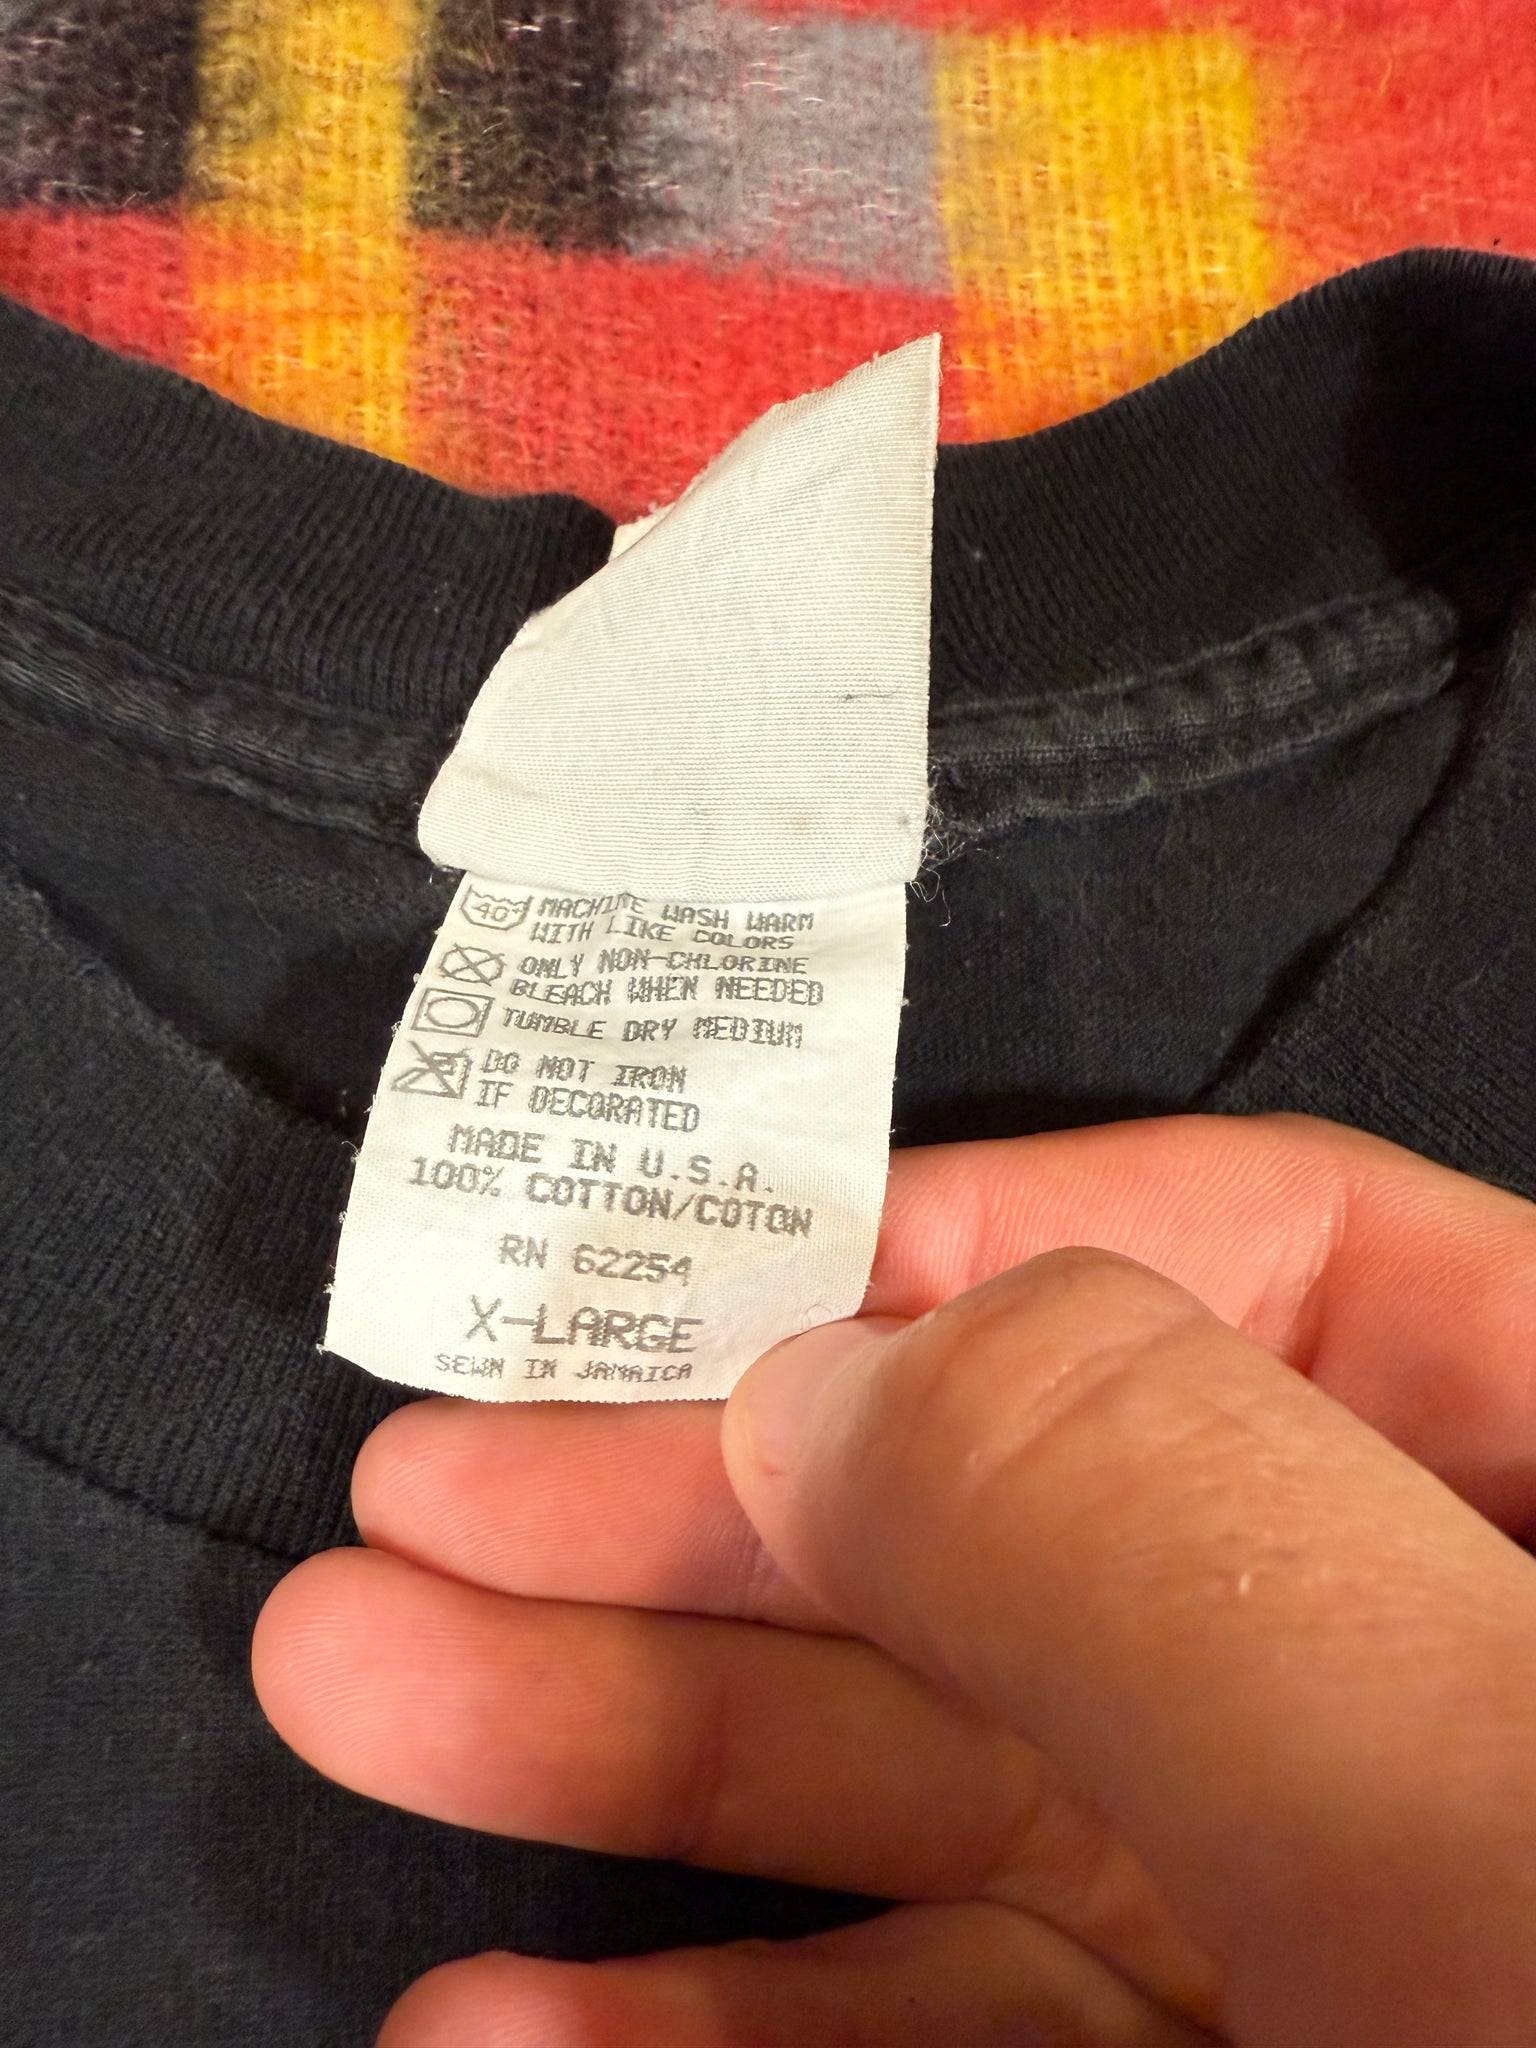 40° MACHINE WASH WARM
WITH LIKE COLORS
ONLY NON-CHLORINE
BLEACH WHEN NEEDED
TUMBLE DRY MEDIUM
DO NOT IRON
IF DECORATED
MADE IN U.S.A.
100% COTTON/COTON
RN 62254
X-LARGE
SEWN IN JAMAICA